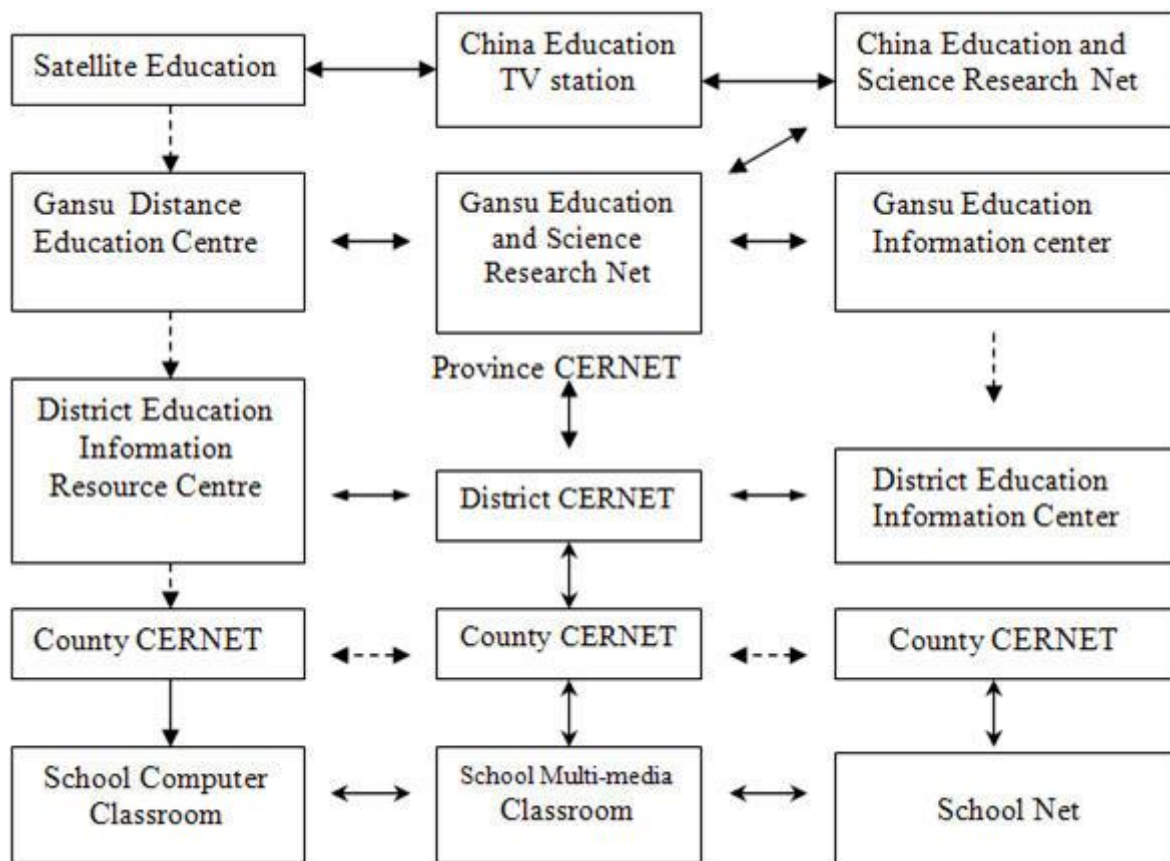 Satellite Education
China Education
TV station
China Education and
Science Research Net
Gansu Distance
Education Centre
Gansu Education
and Science
Research Net
Gansu Education
Information center
Province CERNET
District Education
Information
Resource Centre
District CERNET
District Education
Information Center
County CERNET
County CERNET
County CERNET
School Computer
Classroom
School Multi-media
Classroom
School Net